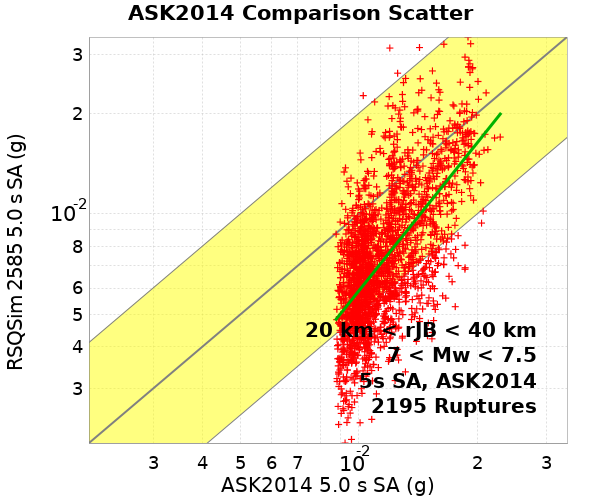 ASK2014 Comparison Scatter
RSQSim 2585 5.0 s SA (g)
3
2
10-2
8
6
5
4
3
20 km < rJB < 40 km
7 < Mw < 7.5
5s SA, ASK2014
2195 Ruptures
3 4 5 6 7 10-2 2 3
ASK2014 5.0 s SA (g)